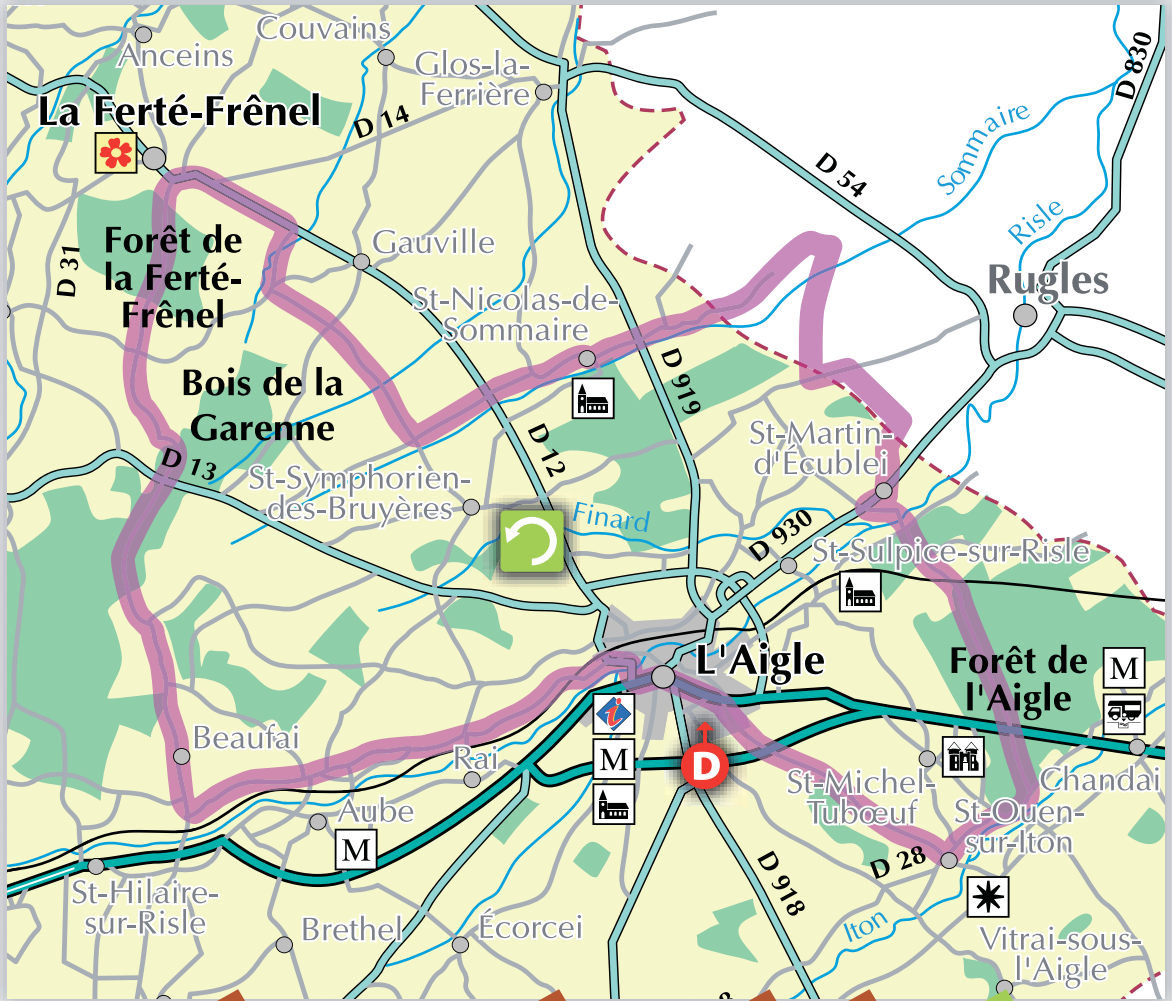 Couvains
Anceins
Glos-la-
Ferrière
D 830
La Ferté-Frênel
D 14
Sommaire
D 54
Risle
Forêt de
la Ferté-
Frênel
D 31
Gauville
Rugles
St-Nicolas-de-
Sommaire
Bois de la
Garenne
D 919
D 13
D 12
St-Martin-
d'Écublei
St-Symphorien-
des-Bruyères
Finard
D 930
St-Sulpice-sur-Risle
L'Aigle
Forêt de
l'Aigle
M
i
Beaufai
Rai
M
D
St-Michel-
Tubœuf
Chandai
St-Ouen-
sur-Iton
Aube
M
D 28
St-Hilaire-
sur-Risle
D 918
Brethel
Écorcei
Iton
Vitrai-sous-
l'Aigle